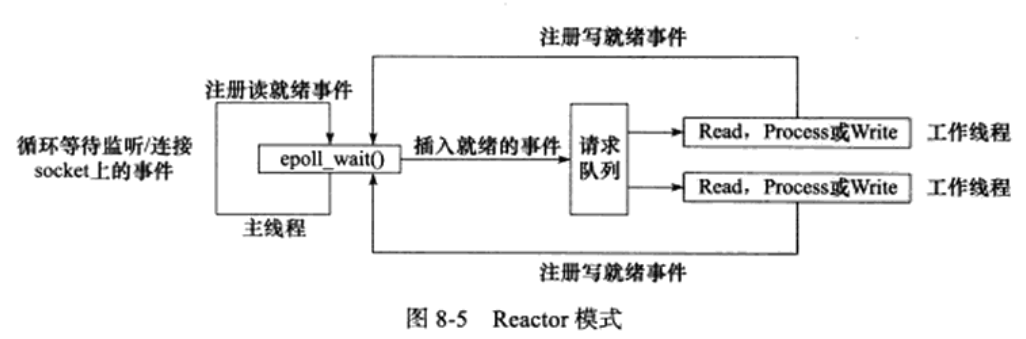 注册写就绪事件
注册读就绪事件
循环等待监听/连接
socket上的事件
epoll_wait()
插入就绪的事件
请求
队列
Read，Process或Write
工作线程
Read，Process或Write
工作线程
主线程
注册写就绪事件
图 8-5 Reactor 模式